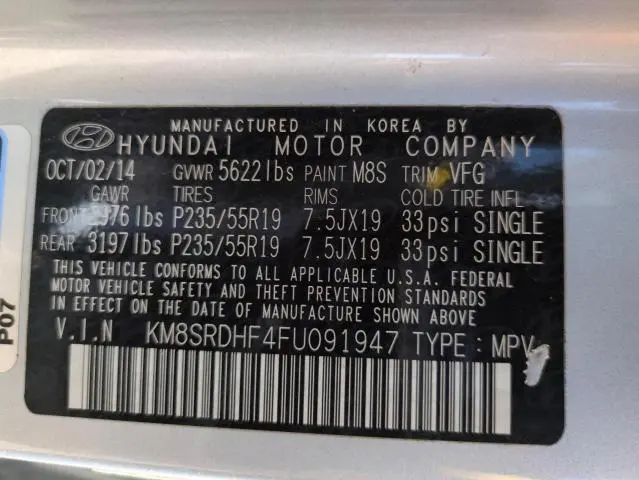 MANUFACTURED IN KOREA BY
HYUNDAI MOTOR COMPANY
OCT/02/14 GVWR 5622lbs PAINT M8S TRIM VFG
GAWR TIRES RIMS COLD TIRE INFL
FRONT lbs P235/55R19 7.5JX19 33psi SINGLE
REAR 3197lbs P235/55R19 7.5JX19 33psi SINGLE
THIS VEHICLE CONFORMS TO ALL APPLICABLE U.S.A. FEDERAL
MOTOR VEHICLE SAFETY AND THEFT PREVENTION STANDARDS
IN EFFECT ON THE DATE OF MANUFACTURE SHOWN ABOVE.
V.I.N KM8SRDHF4FU091947 TYPE : MPV
P07